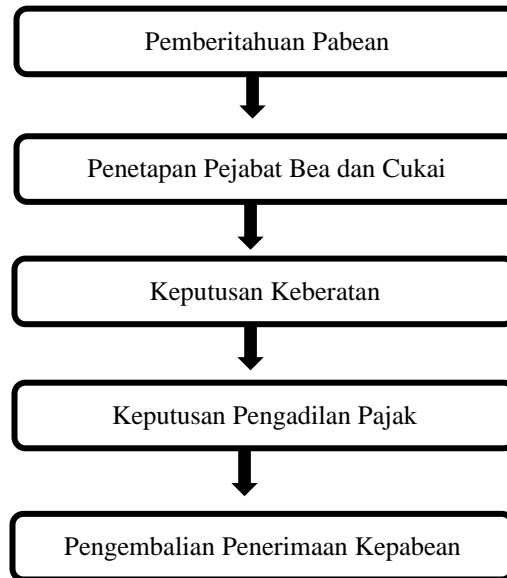 Pemberitahuan Pabean
Penetapan Pejabat Bea dan Cukai
Keputusan Keberatan
Keputusan Pengadilan Pajak
Pengembalian Penerimaan Kepabean